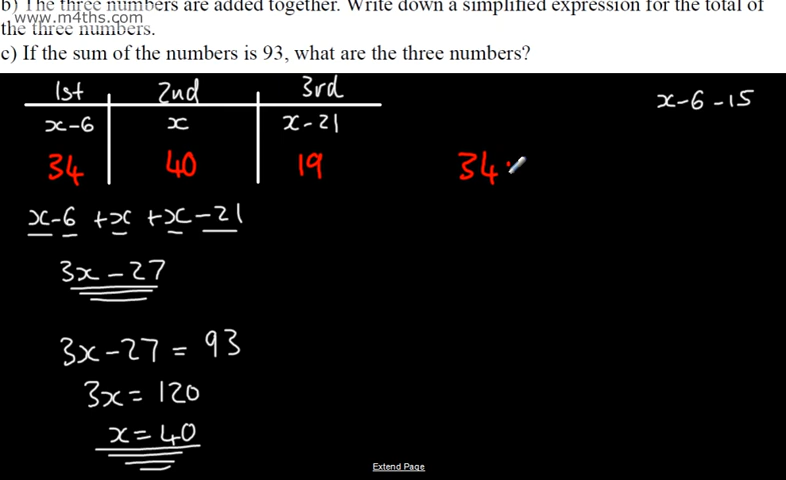 b) The three numbers are added together. Write down a simplified expression for the total of
www.m4ths.com
the three numbers.
c) If the sum of the numbers is 93, what are the three numbers?
1st 2nd 3rd
x-6 x x-21 x-6-15
34 40 19 34
x-6 +x +x-21
3x-27
3x-27 = 93
3x = 120
x = 40
Extend Page